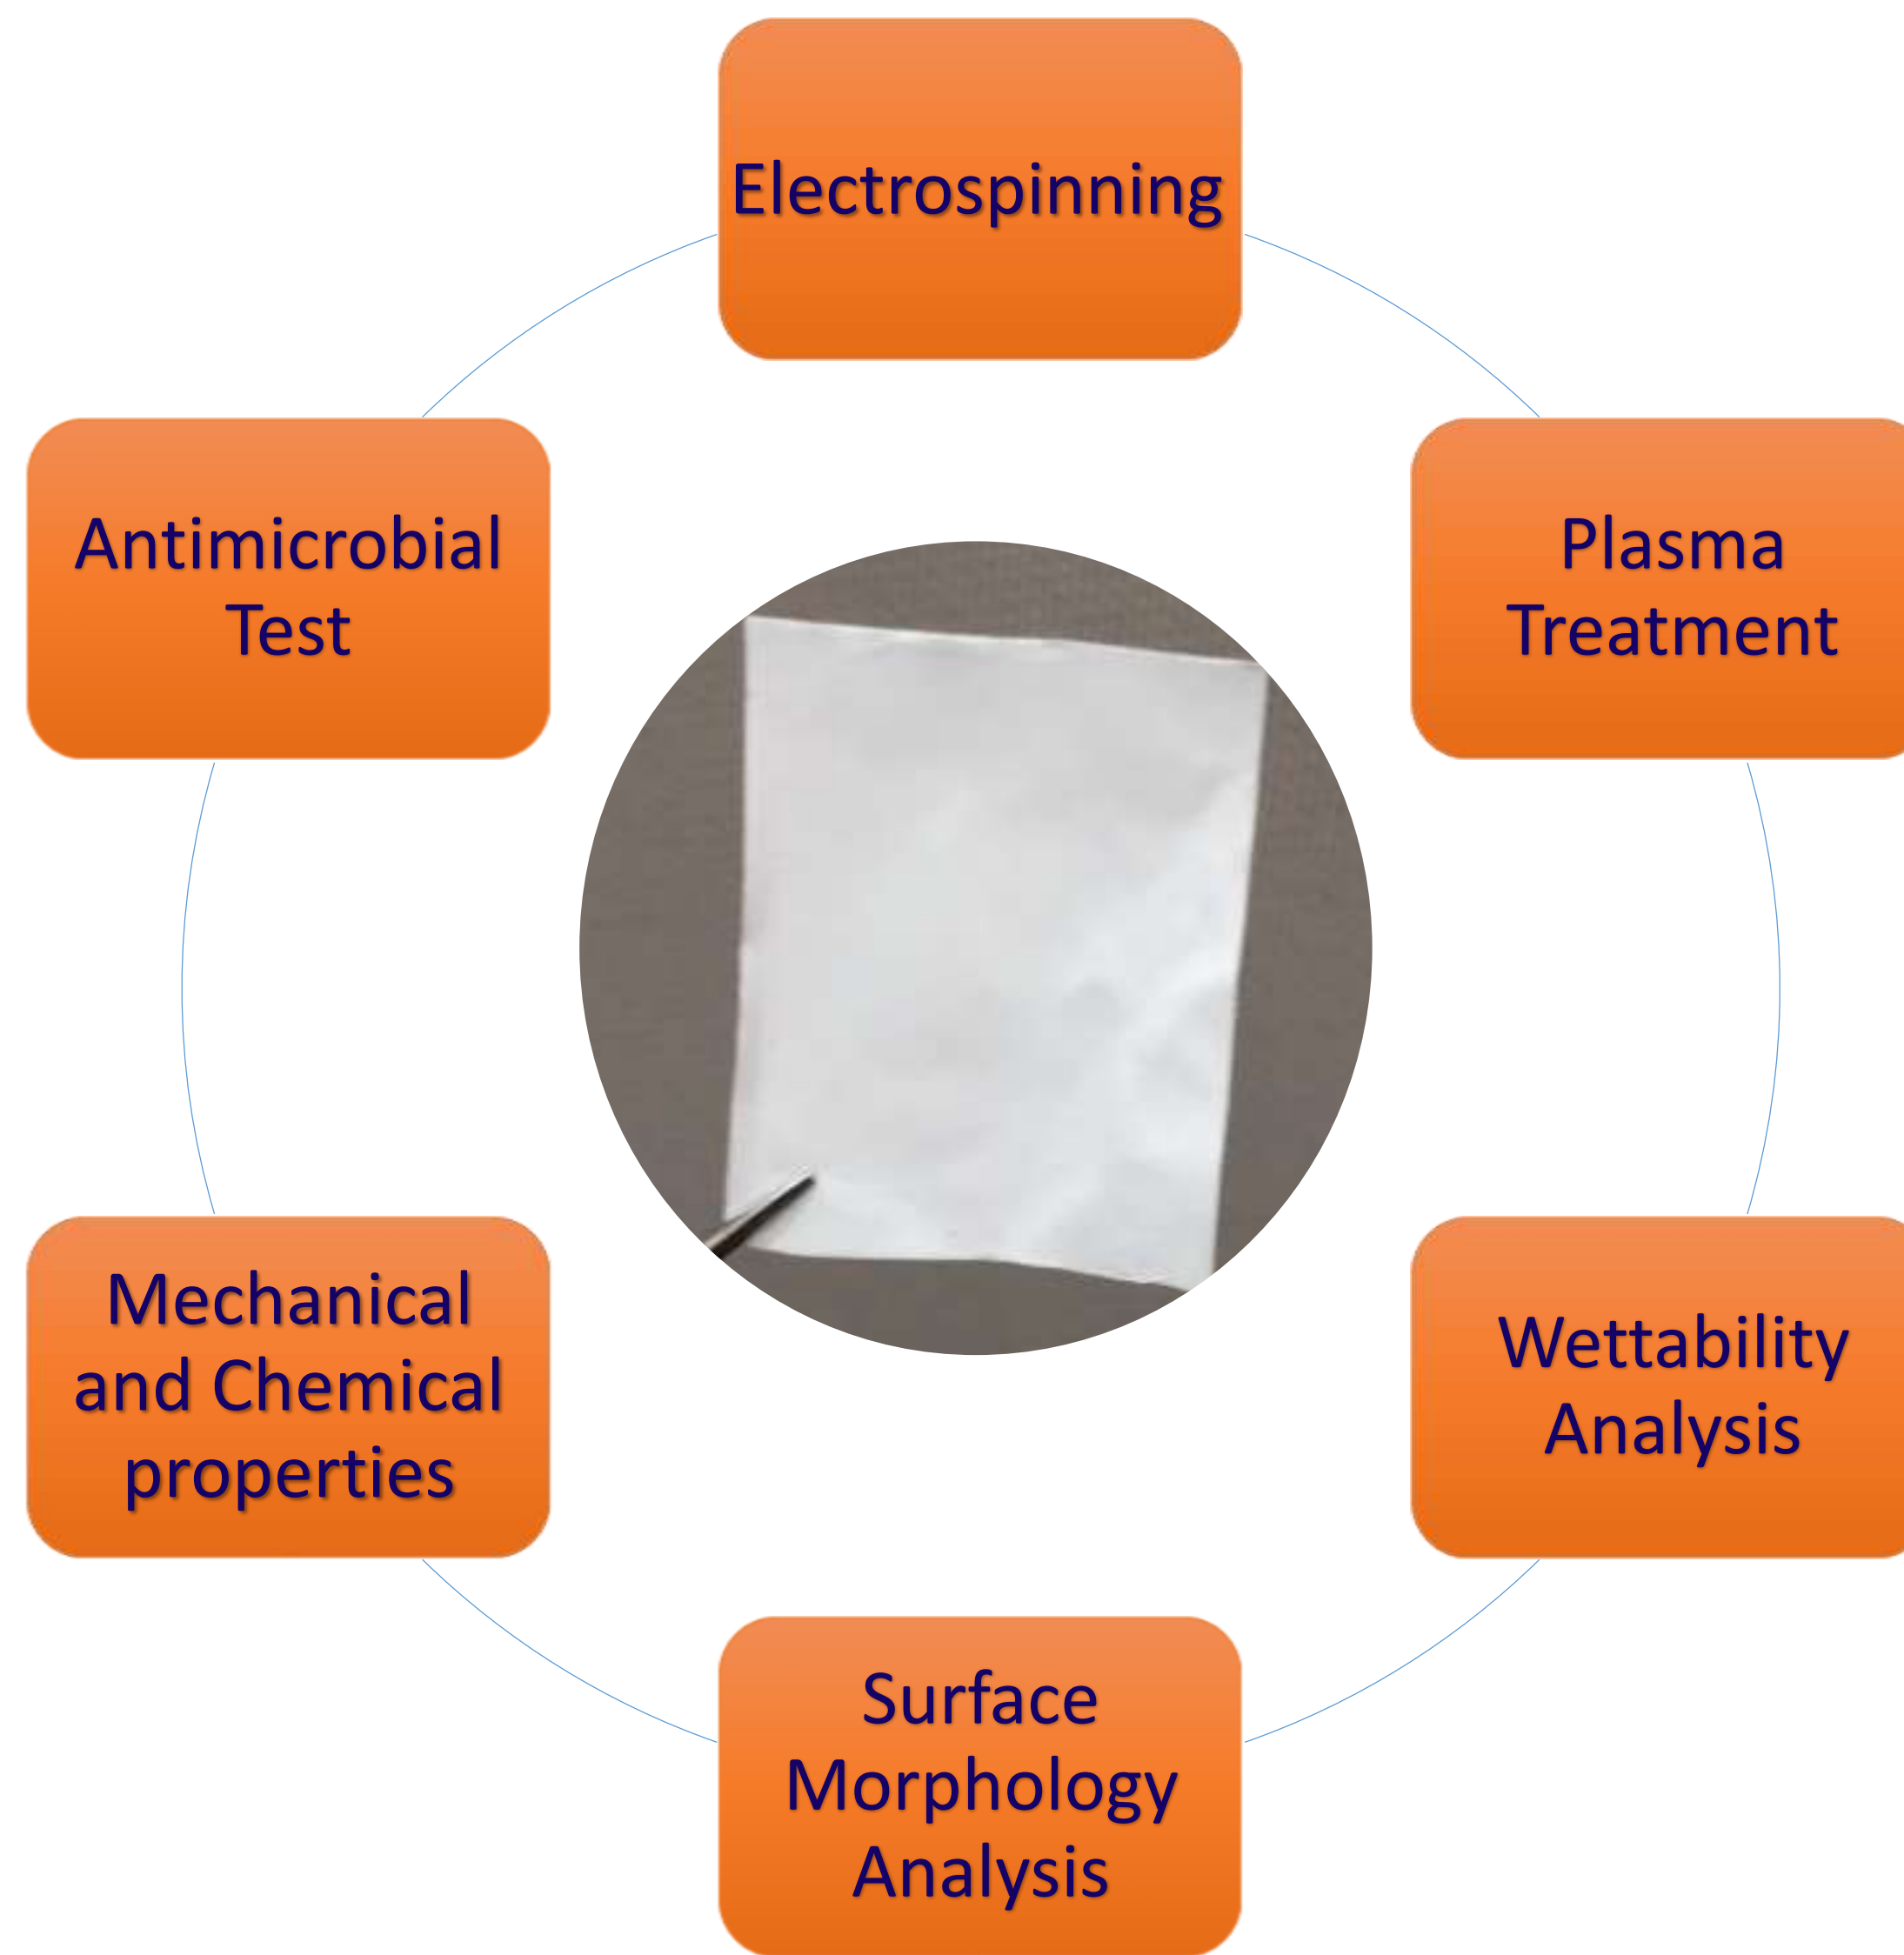 Electrospinning
Plasma
Treatment
Wettability
Analysis
Surface
Morphology
Analysis
Mechanical
and Chemical
properties
Antimicrobial
Test